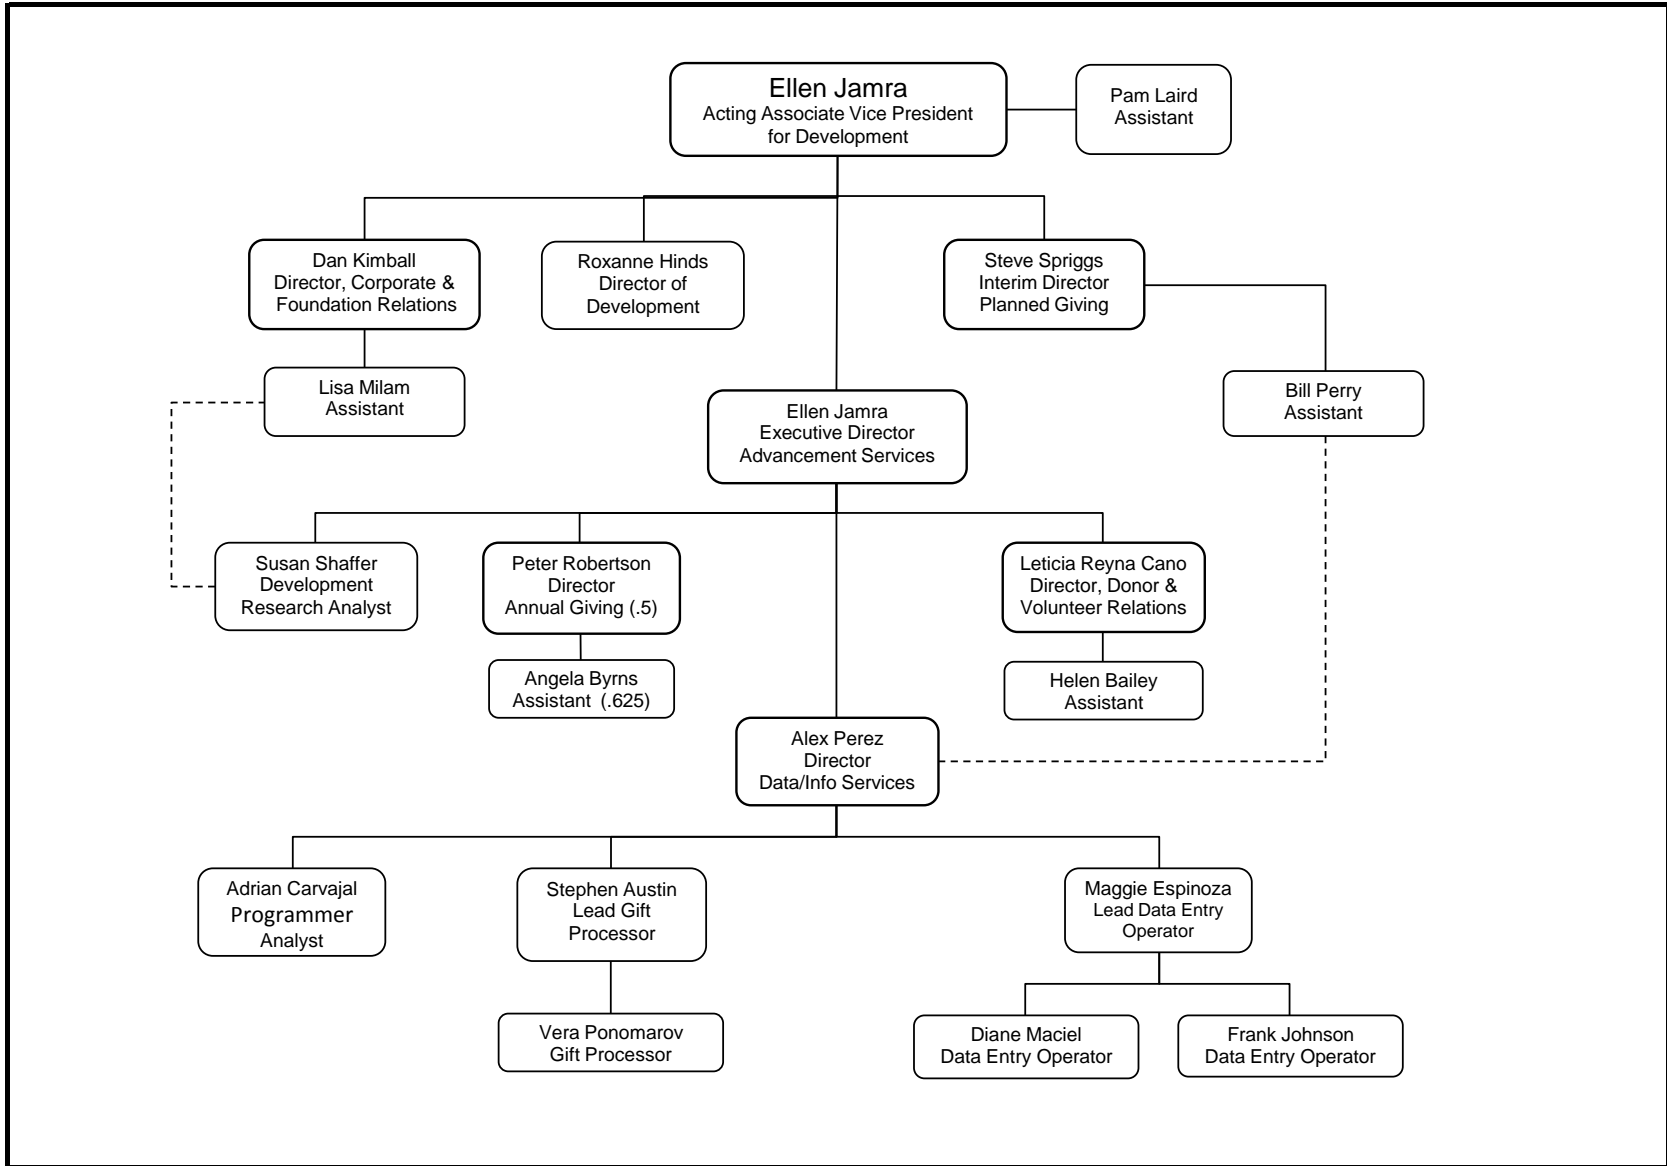 Ellen Jamra
Acting Associate Vice President
for Development
Pam Laird
Assistant
Dan Kimball
Director, Corporate &
Foundation Relations
Roxanne Hinds
Director of
Development
Steve Spriggs
Interim Director
Planned Giving
Lisa Milam
Assistant
Bill Perry
Assistant
Ellen Jamra
Executive Director
Advancement Services
Susan Shaffer
Development
Research Analyst
Peter Robertson
Director
Annual Giving (.5)
Leticia Reyna Cano
Director, Donor &
Volunteer Relations
Angela Byrns
Assistant  (.625)
Helen Bailey
Assistant
Alex Perez
Director
Data/Info Services
Adrian Carvajal
Programmer
Analyst
Stephen Austin
Lead Gift
Processor
Maggie Espinoza
Lead Data Entry
Operator
Vera Ponomarov
Gift Processor
Diane Maciel
Data Entry Operator
Frank Johnson
Data Entry Operator